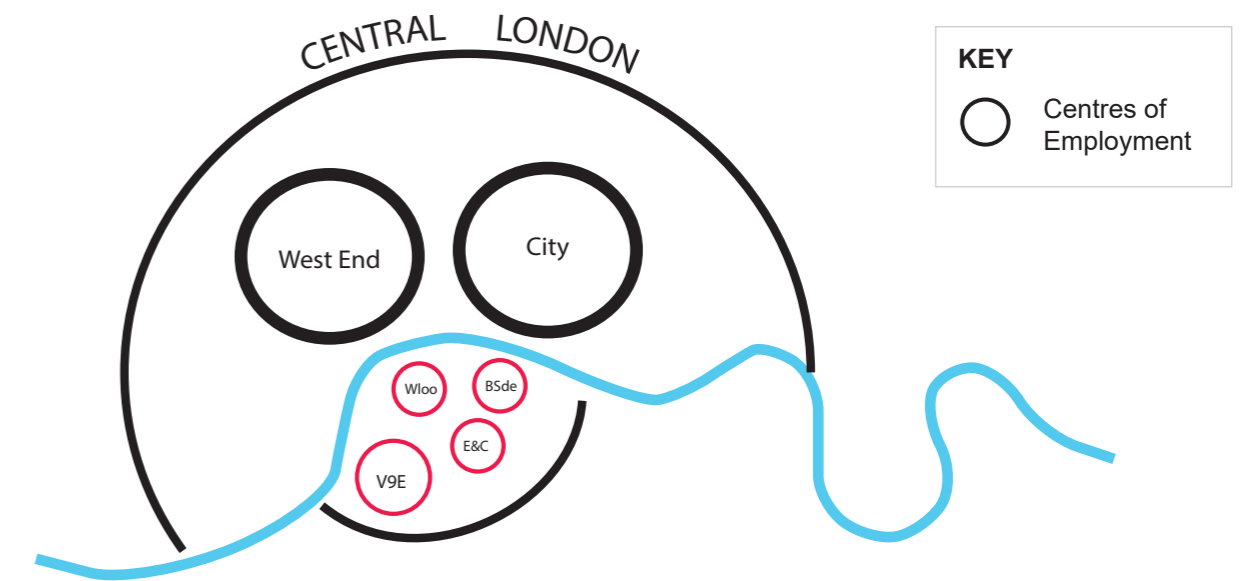 CENTRAL LONDON
KEY
Centres of
Employment
West End
City
Wloo
BSde
E&C
V9E